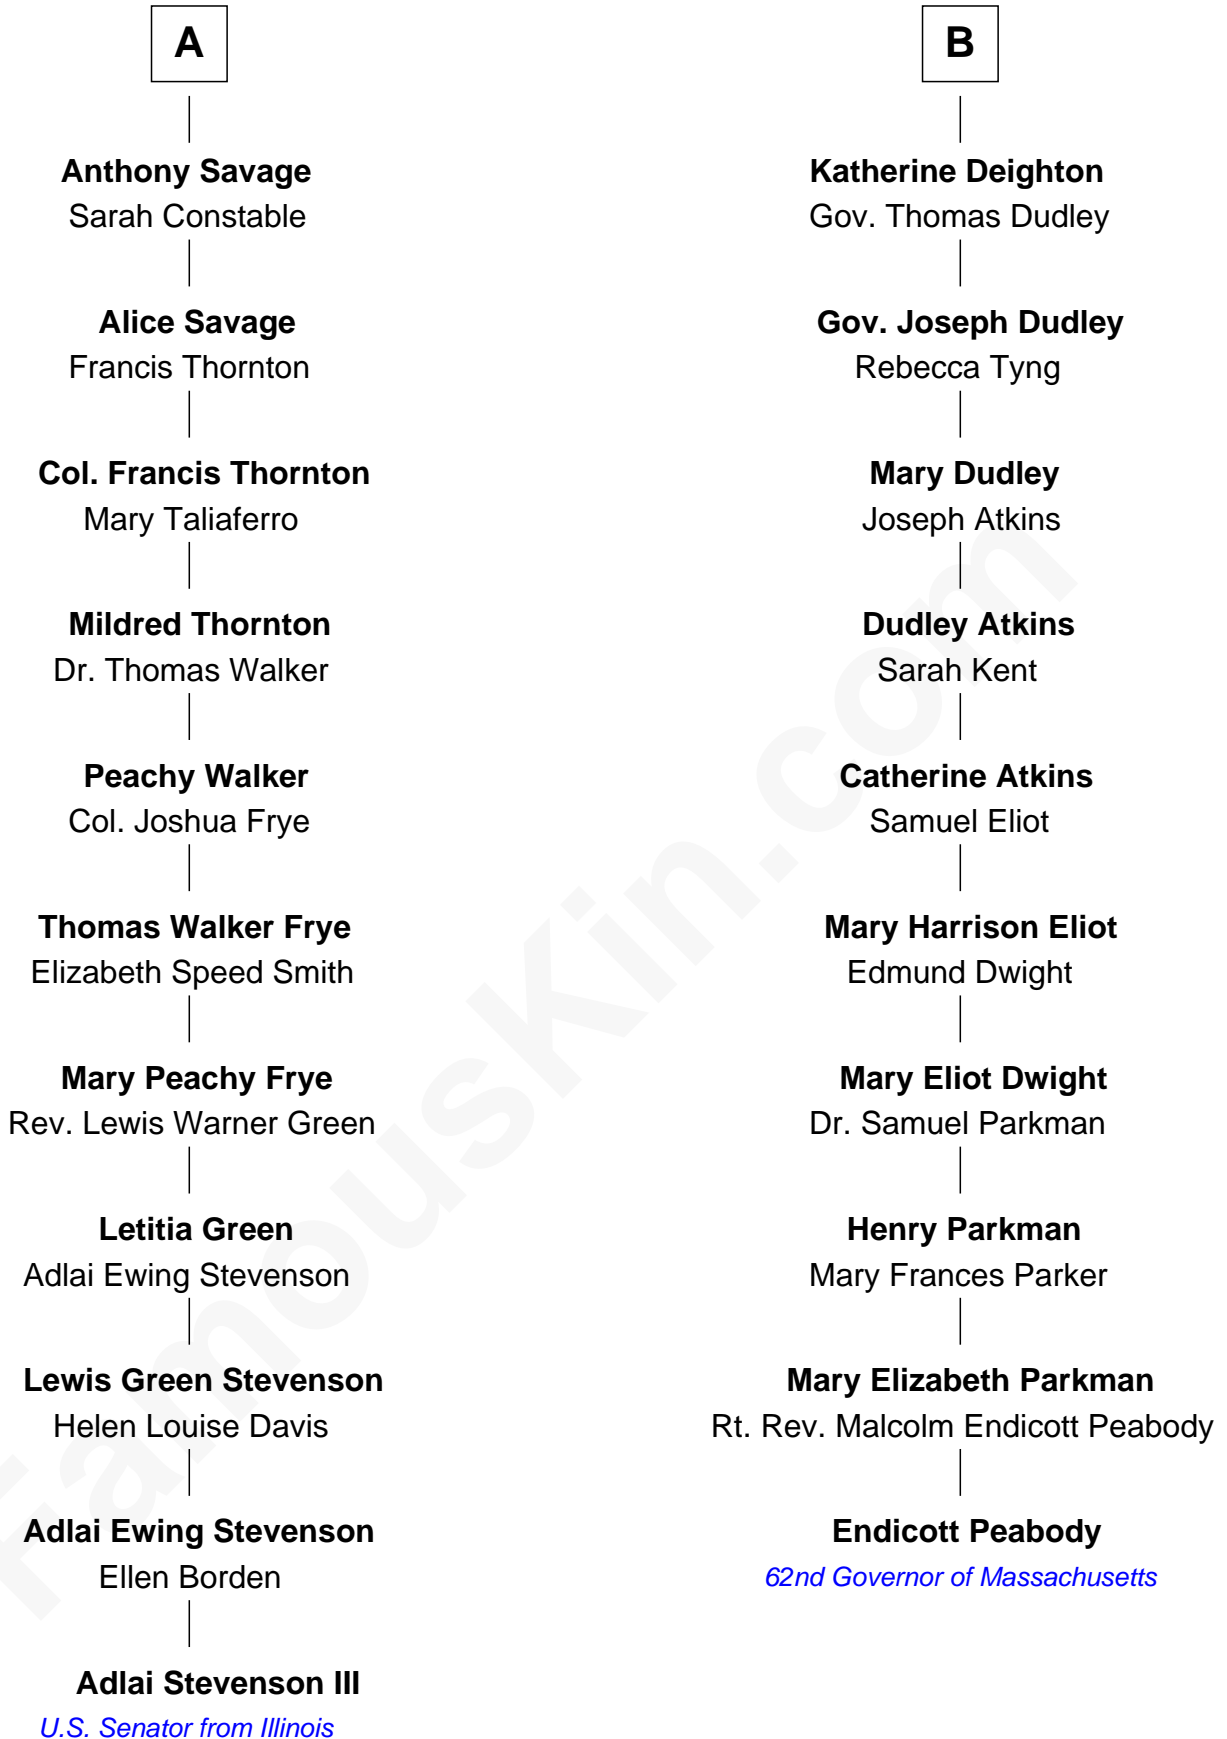 A
Anthony Savage
Sarah Constable
Alice Savage
Francis Thornton
Col. Francis Thornton
Mary Taliaferro
Mildred Thornton
Dr. Thomas Walker
Peachy Walker
Col. Joshua Frye
Thomas Walker Frye
Elizabeth Speed Smith
Mary Peachy Frye
Rev. Lewis Warner Green
Letitia Green
Adlai Ewing Stevenson
Lewis Green Stevenson
Helen Louise Davis
Adlai Ewing Stevenson
Ellen Borden
Adlai Stevenson III
U.S. Senator from Illinois
B
Katherine Deighton
Gov. Thomas Dudley
Gov. Joseph Dudley
Rebecca Tyng
Mary Dudley
Joseph Atkins
Dudley Atkins
Sarah Kent
Catherine Atkins
Samuel Eliot
Mary Harrison Eliot
Edmund Dwight
Mary Eliot Dwight
Dr. Samuel Parkman
Henry Parkman
Mary Frances Parker
Mary Elizabeth Parkman
Rt. Rev. Malcolm Endicott Peabody
Endicott Peabody
62nd Governor of Massachusetts
FamousKin.com